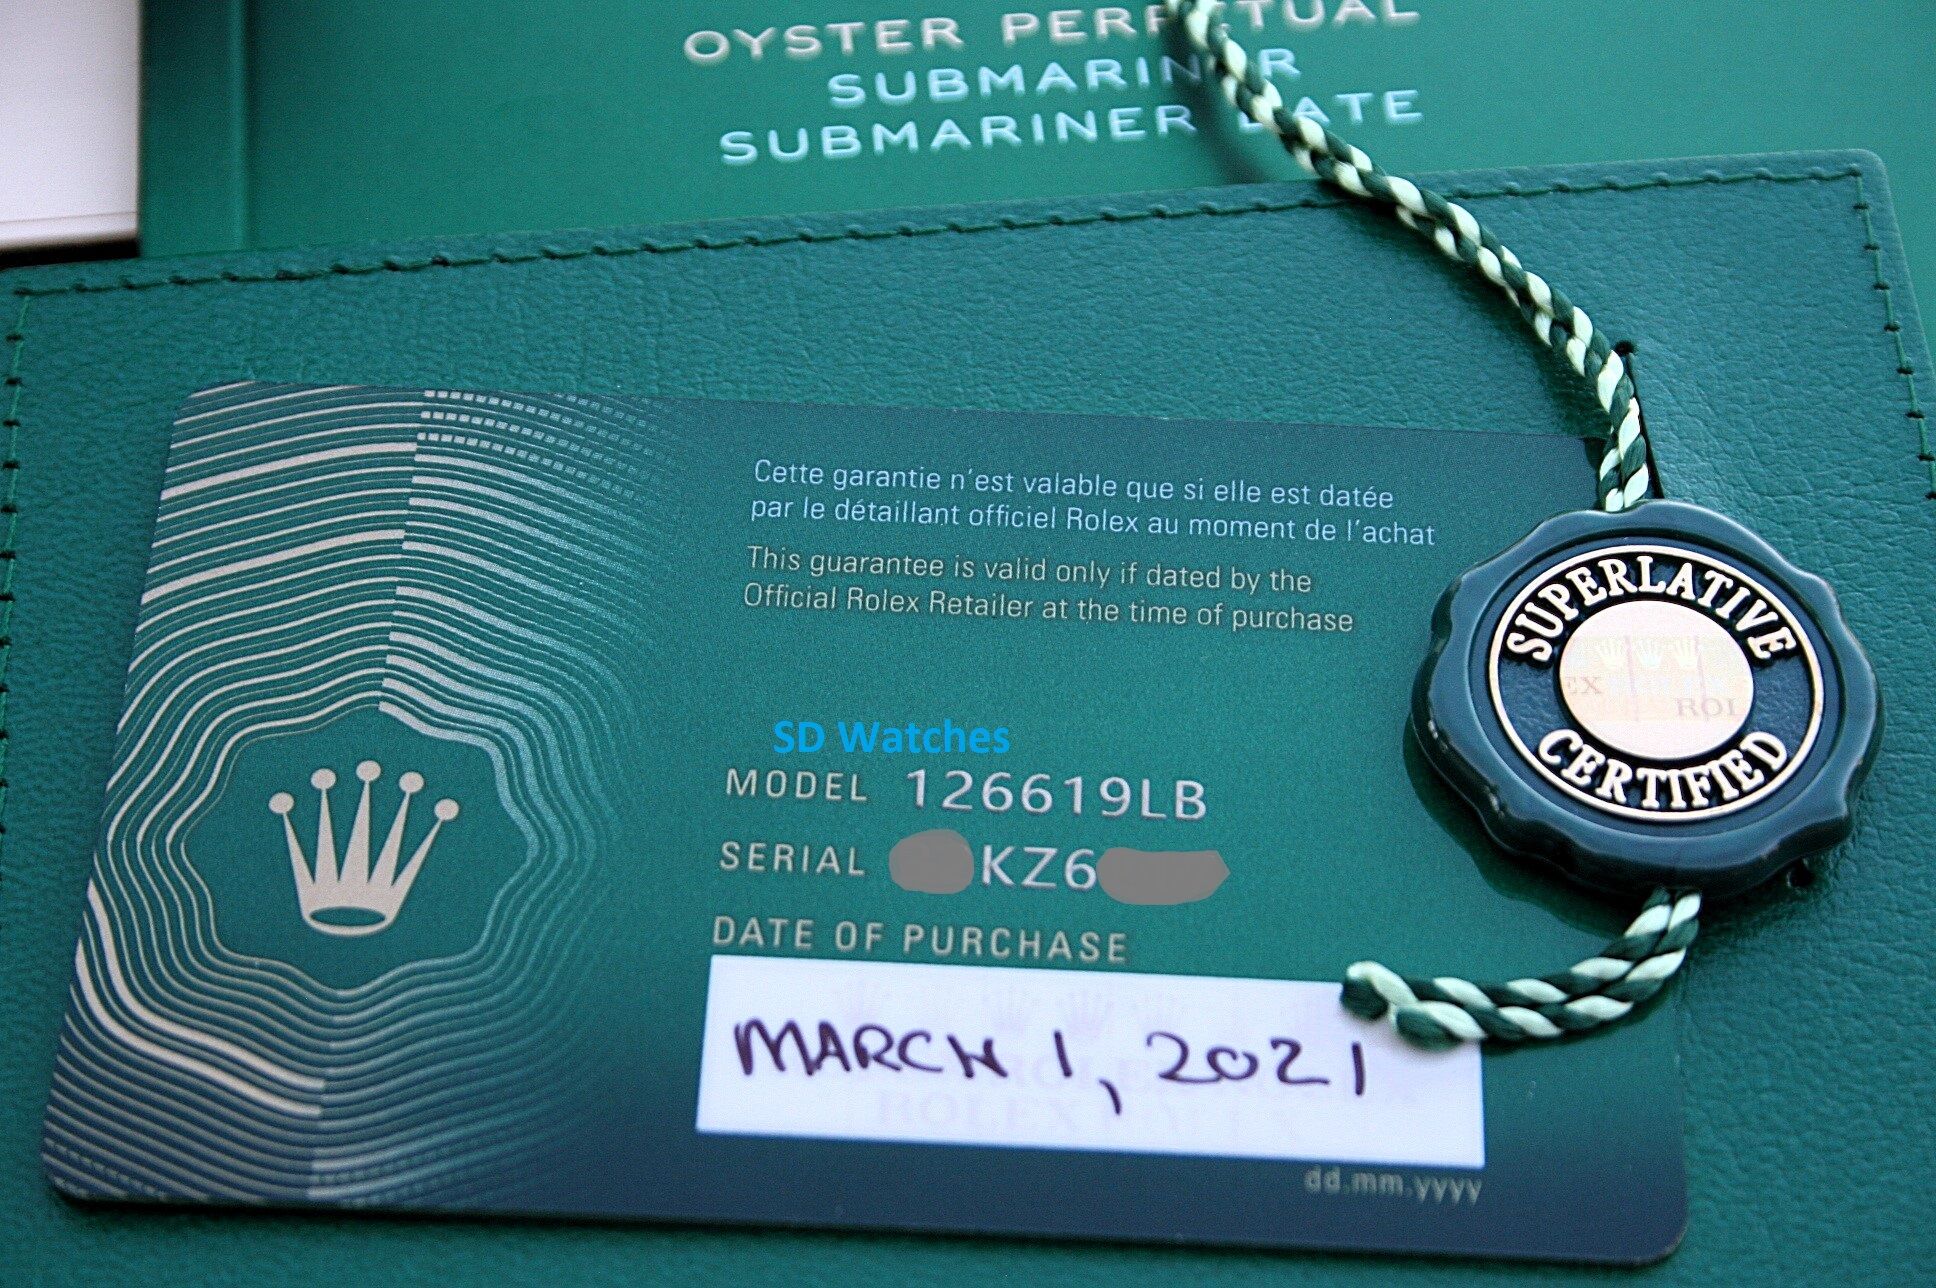 OYSTER PERPETUAL
SUBMARINER
SUBMARINER DATE
Cette garantie n'est valable que si elle est datée
par le détaillant officiel Rolex au moment de l'achat
This guarantee is valid only if dated by the
Official Rolex Retailer at the time of purchase
SD Watches
MODEL 126619LB
SERIAL KZ6
DATE OF PURCHASE
MARCH 1, 2021
dd.mm.yyyy
SUPERLATIVE
CERTIFIED